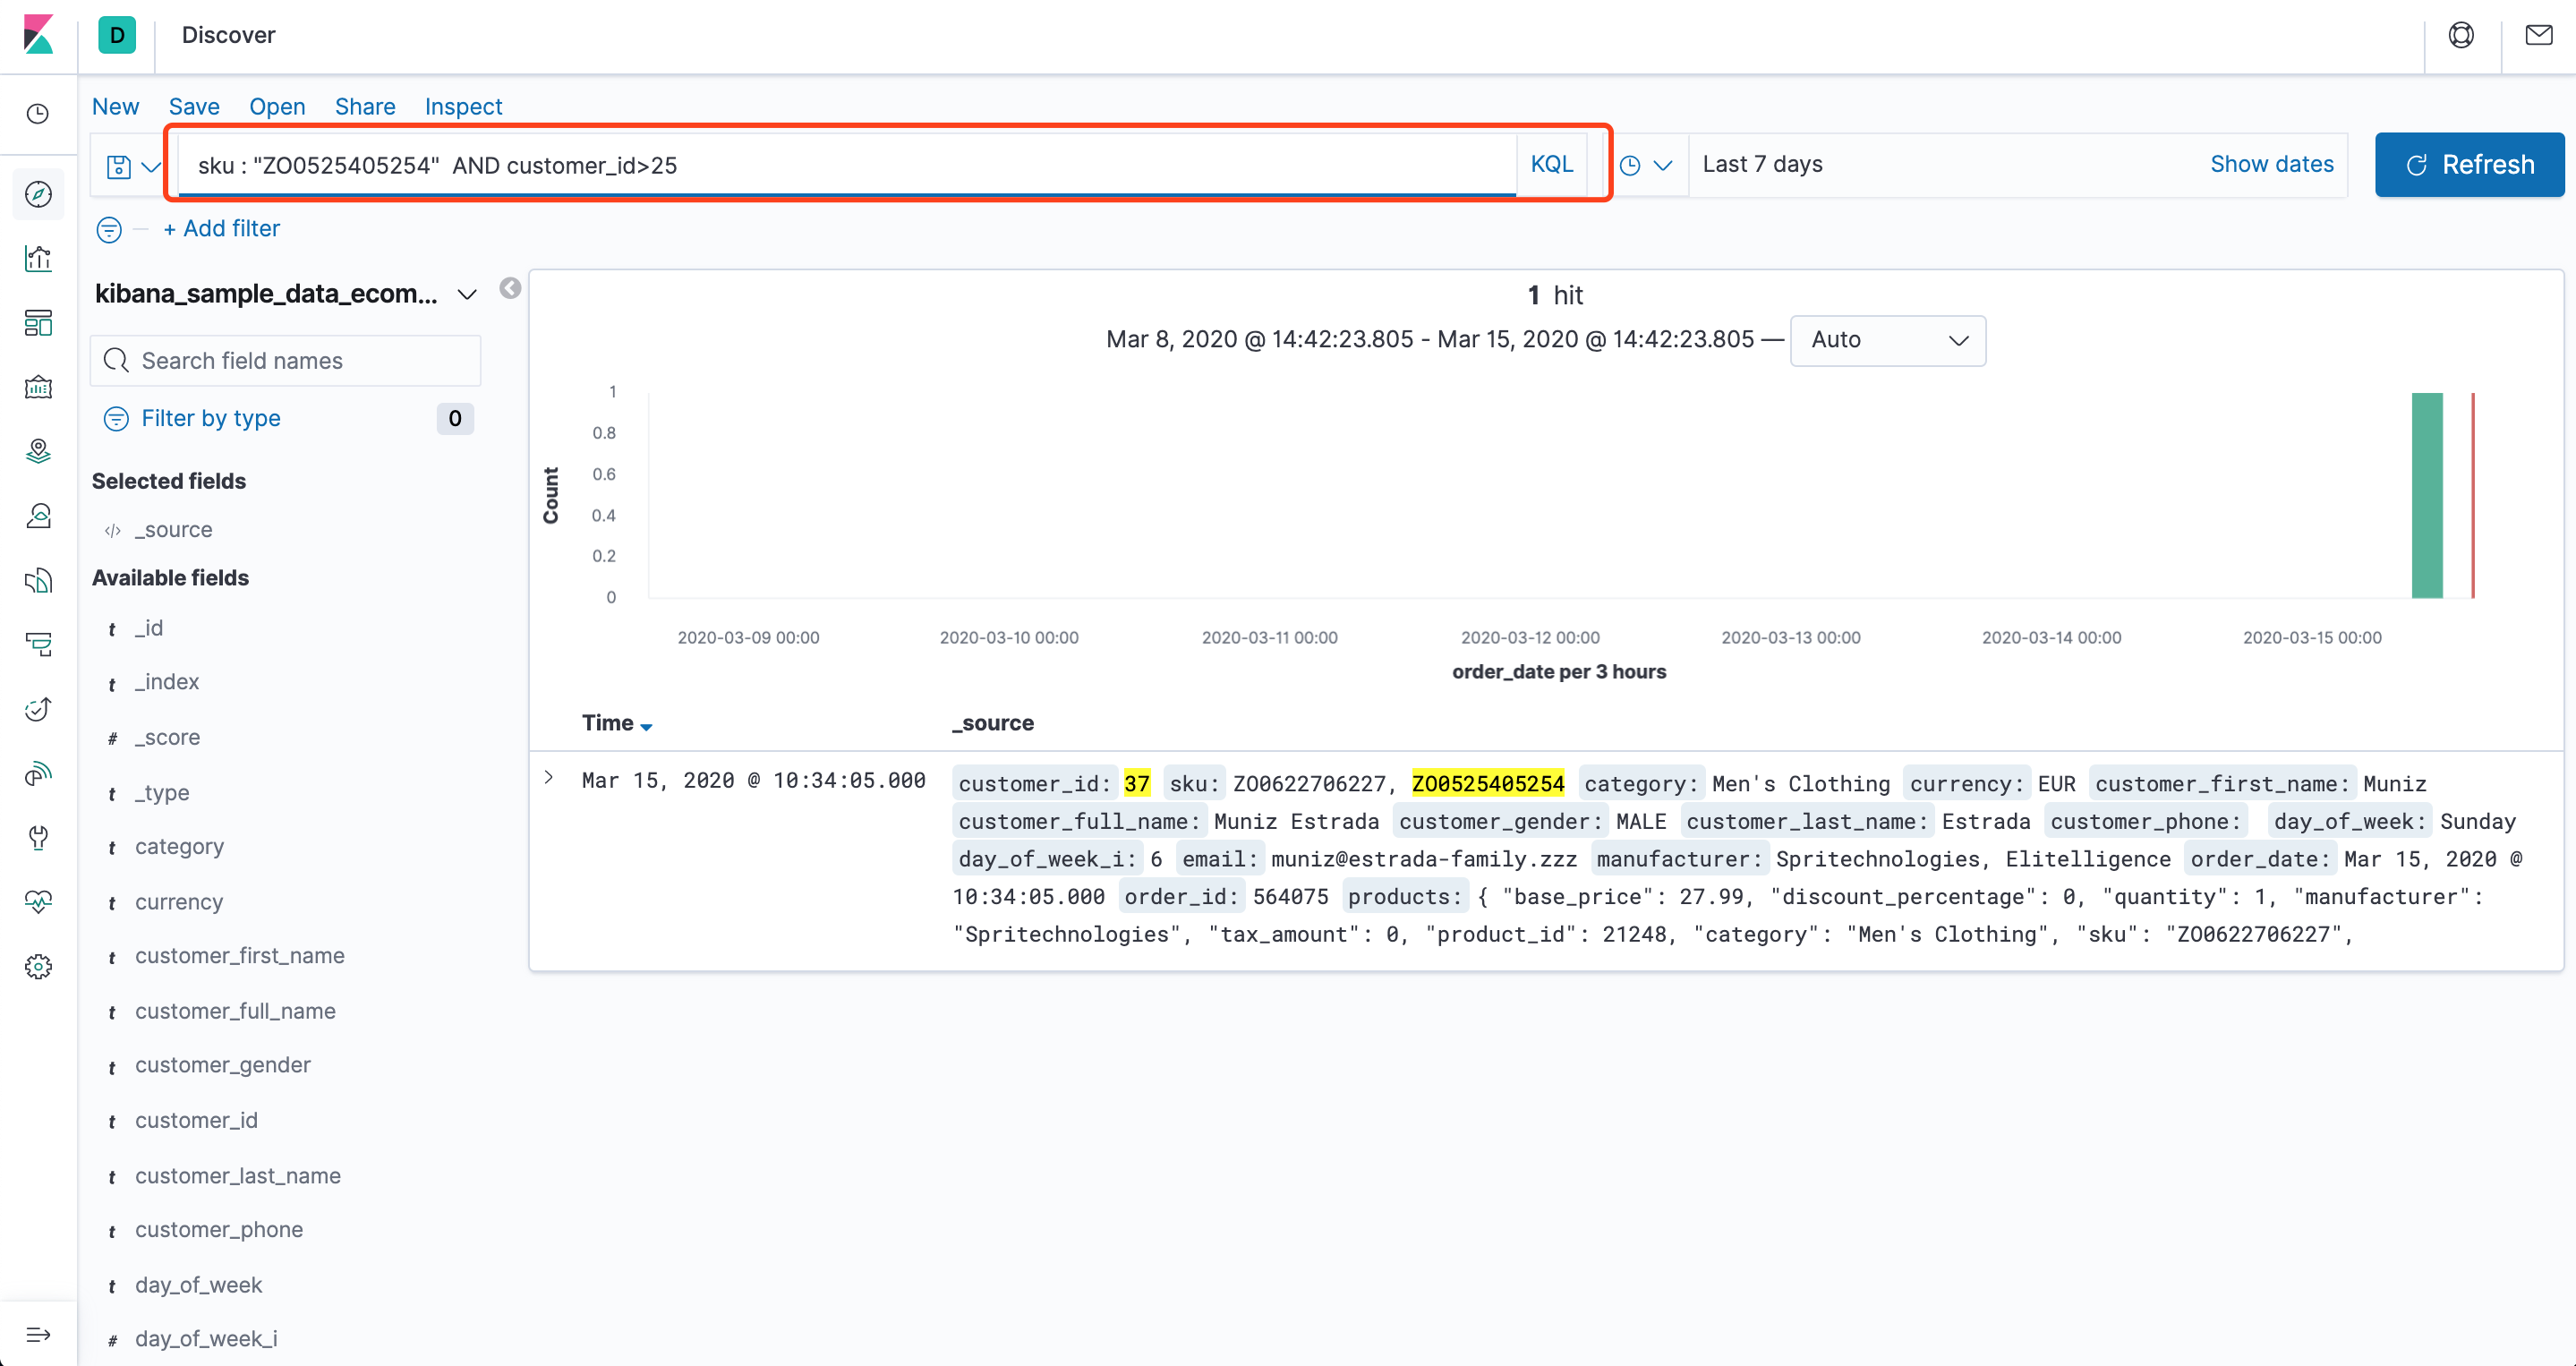 D Discover
New Save Open Share Inspect
sku : "ZO0525405254" AND customer_id>25 KQL Last 7 days Show dates Refresh
+ Add filter
kibana_sample_data_ecom...
Search field names
Filter by type 0
Selected fields
_source
Available fields
t _id
t _index
# _score
t _type
t category
t currency
t customer_first_name
t customer_full_name
t customer_gender
t customer_id
t customer_last_name
t customer_phone
t day_of_week
# day_of_week_i
1 hit
Mar 8, 2020 @ 14:42:23.805 - Mar 15, 2020 @ 14:42:23.805 — Auto
Count
1
0.8
0.6
0.4
0.2
0
2020-03-09 00:00 2020-03-10 00:00 2020-03-11 00:00 2020-03-12 00:00 2020-03-13 00:00 2020-03-14 00:00 2020-03-15 00:00
order_date per 3 hours
Time _source
Mar 15, 2020 @ 10:34:05.000 customer_id: 37 sku: ZO0622706227, ZO0525405254 category: Men's Clothing currency: EUR customer_first_name: Muniz
customer_full_name: Muniz Estrada customer_gender: MALE customer_last_name: Estrada customer_phone: day_of_week: Sunday
day_of_week_i: 6 email: muniz@estrada-family.zzz manufacturer: Spritechnologies, Elitelligence order_date: Mar 15, 2020 @
10:34:05.000 order_id: 564075 products: { "base_price": 27.99, "discount_percentage": 0, "quantity": 1, "manufacturer":
"Spritechnologies", "tax_amount": 0, "product_id": 21248, "category": "Men's Clothing", "sku": "ZO0622706227",